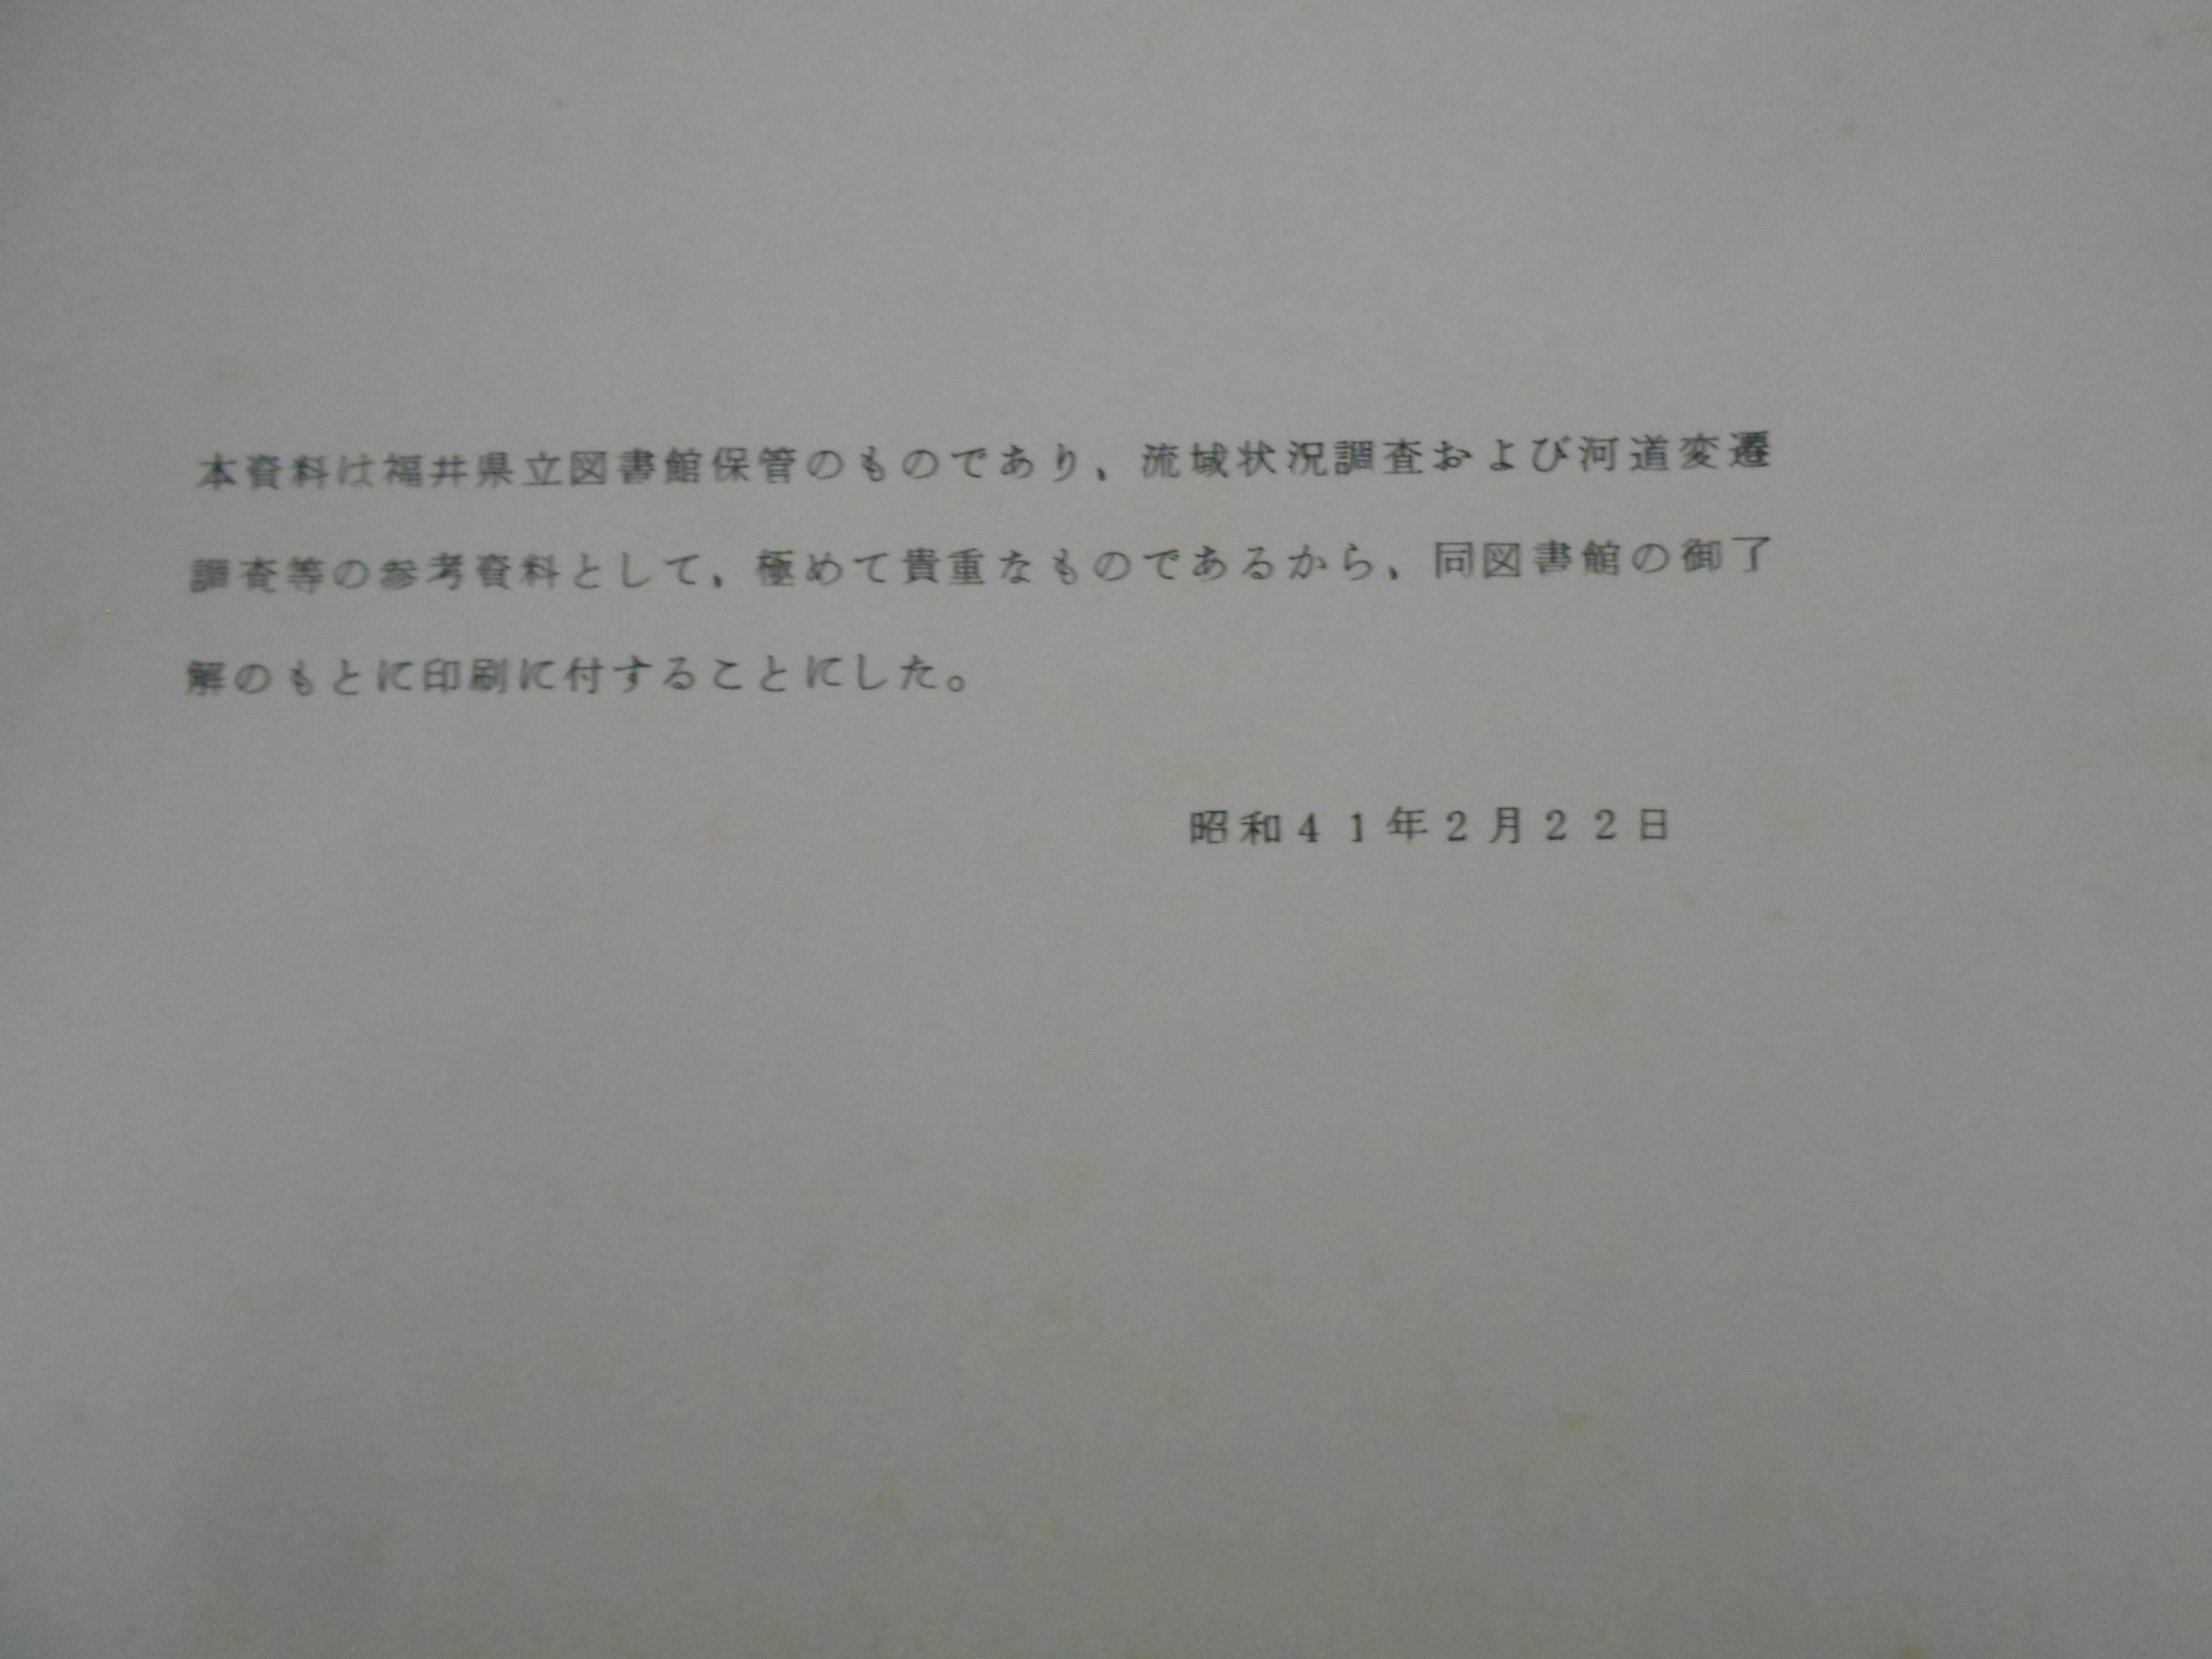 本資料は福井県立図書館保管のものであり、流域状況調査および河道変遷
調査等の参考資料として、極めて貴重なものであるから、同図書館の御了
解のもとに印刷に付することにした。
昭和41年2月22日